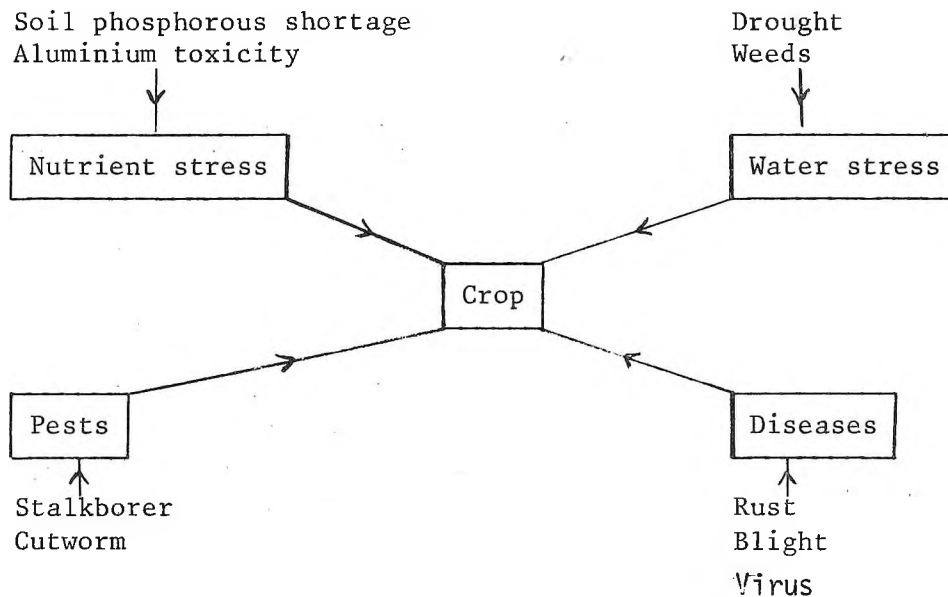 Soil phosphorous shortage
Aluminium toxicity
Drought
Weeds
Nutrient stress
Water stress
Crop
Pests
Diseases
Stalkborer
Cutworm
Rust
Blight
Virus